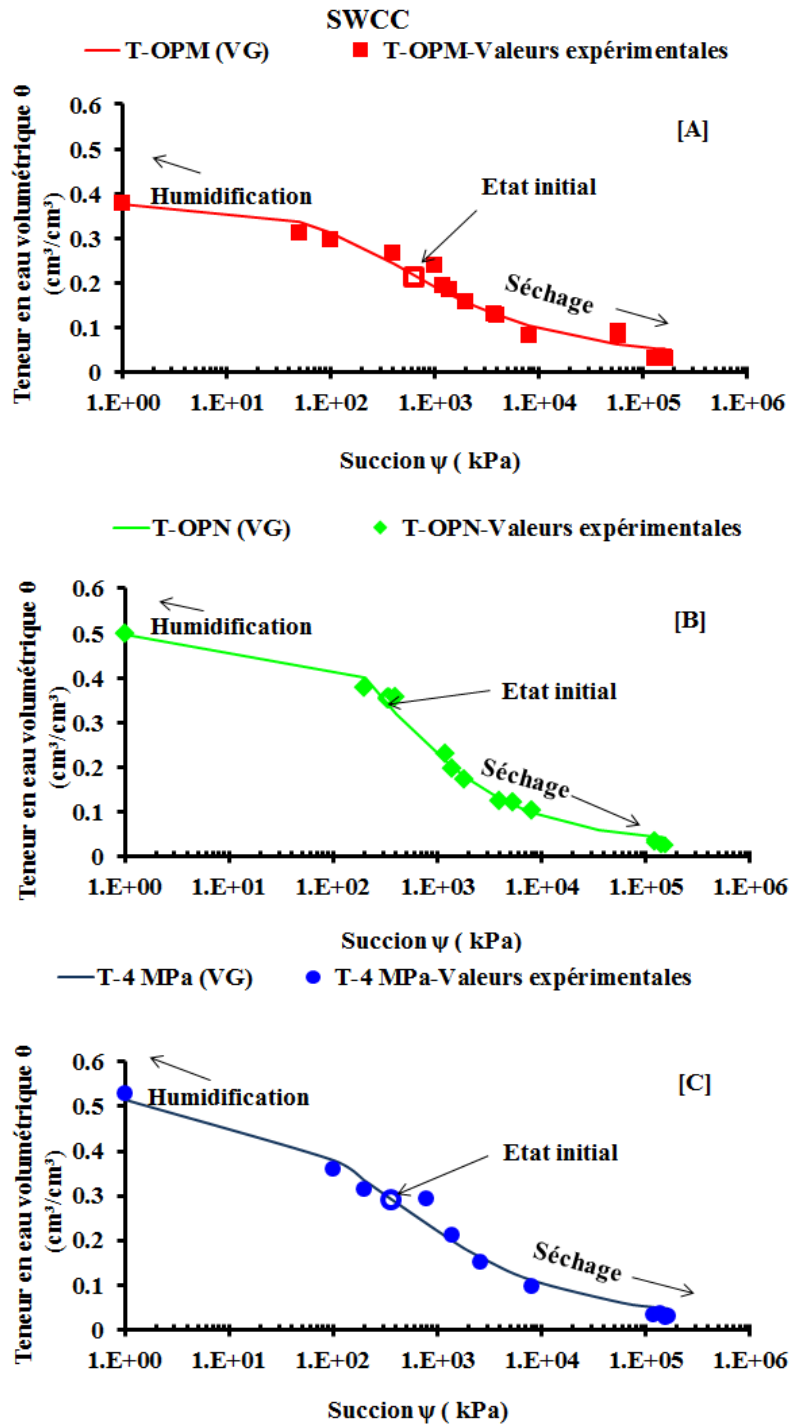 SWCC
T-OPM (VG) T-OPM-Valeurs expérimentales
Teneur en eau volumétrique θ
(cm³/cm³)
0.6
0.5
0.4
0.3
0.2
0.1
0
[A]
Humidification
Etat initial
Séchage
1.E+00 1.E+01 1.E+02 1.E+03 1.E+04 1.E+05 1.E+06
Succion ψ ( kPa)
T-OPN (VG) T-OPN-Valeurs expérimentales
Teneur en eau volumétrique θ
(cm³/cm³)
0.6
0.5
0.4
0.3
0.2
0.1
0
[B]
Humidification
Etat initial
Séchage
1.E+00 1.E+01 1.E+02 1.E+03 1.E+04 1.E+05 1.E+06
Succion ψ ( kPa)
T-4 MPa (VG) T-4 MPa-Valeurs expérimentales
Teneur en eau volumétrique θ
((cm³/cm³)
0.6
0.5
0.4
0.3
0.2
0.1
0
[C]
Humidification
Etat initial
Séchage
1.E+00 1.E+01 1.E+02 1.E+03 1.E+04 1.E+05 1.E+06
Succion ψ ( kPa)